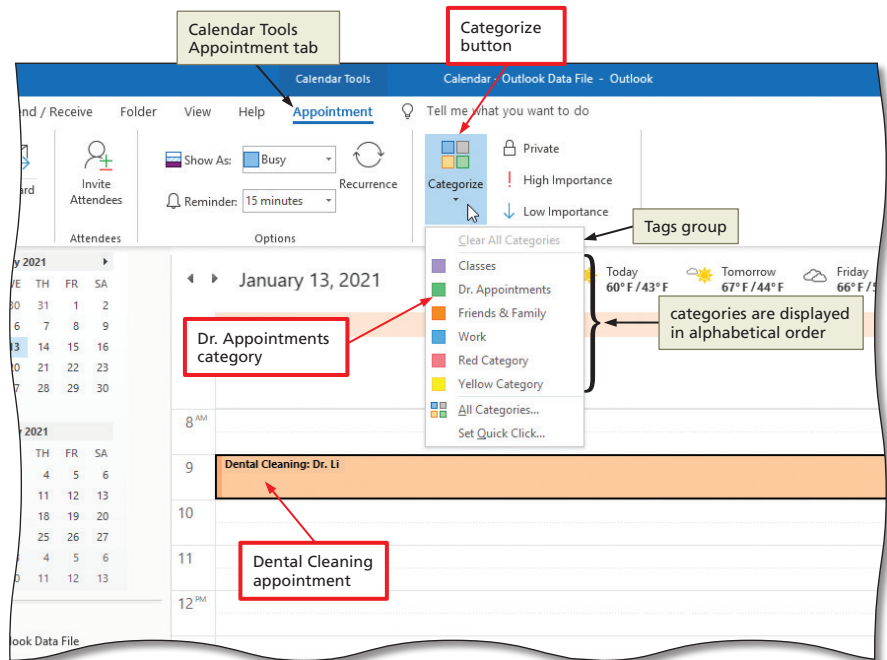 Calendar Tools
Appointment tab
Categorize
button
Calendar Tools
Calendar - Outlook Data File - Outlook
end / Receive
Folder
View
Help
Appointment
Tell me what you want to do
Invite
Attendees
Attendees
Show As:
Busy
Reminder:
15 minutes
Recurrence
Options
Categorize
Private
High Importance
Low Importance
Tags group
Clear All Categories
Classes
Dr. Appointments
Friends & Family
Work
Red Category
Yellow Category
All Categories...
Set Quick Click...
categories are displayed
in alphabetical order
Dr. Appointments
category
January 13, 2021
Today
60°F/43°F
Tomorrow
67°F/44°F
Friday
66°F/
y 2021
TH FR SA
31 1 2
6 7 8 9
13 14 15 16
21 22 23
28 29 30
2021
TH FR SA
4 5 6
11 12 13
18 19 20
25 26 27
4 5 6
11 12 13
8 AM
9
Dental Cleaning: Dr. Li
10
11
12 PM
Dental Cleaning
appointment
look Data File